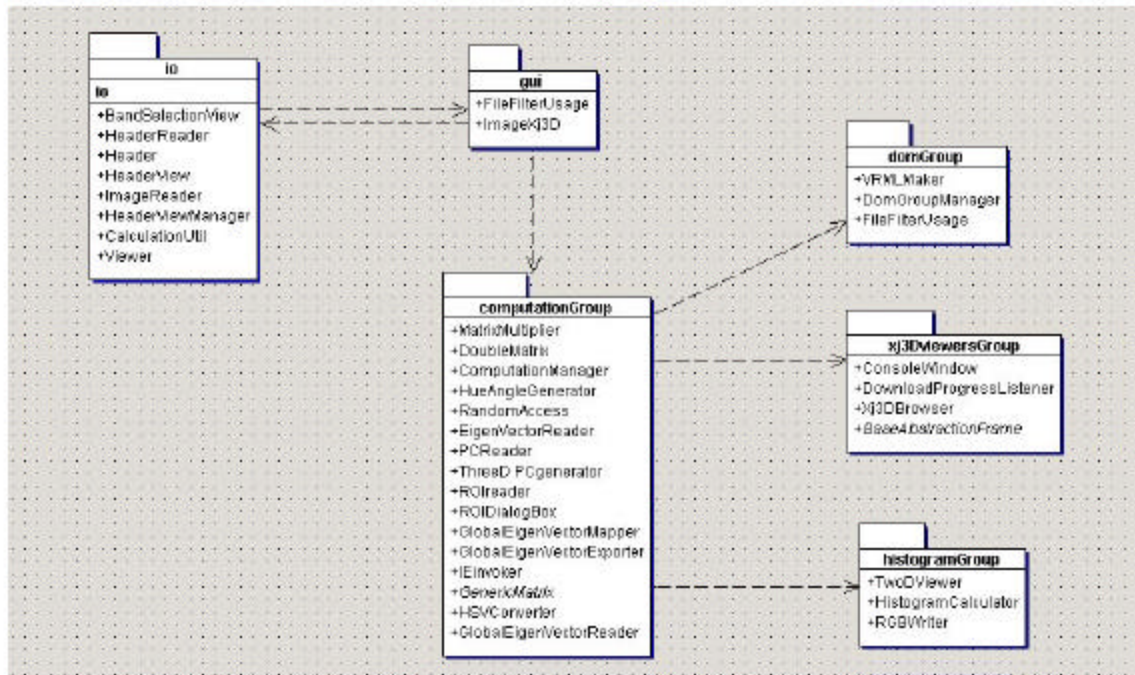 io
io
+BandSelectionView
+HeaderReader
+Header
+HeaderView
+ImageReader
+HeaderViewManager
+CalculationUtil
+Viewer
gui
+FileFilterUsage
+ImageXj3D
domGroup
+VRMLMaker
+DomGroupManager
+FileFilterUsage
computationGroup
+MatrixMultiplier
+DoubleMatrix
+ComputationManager
+HueAngleGenerator
+RandomAccess
+EigenVectorReader
+PCReader
+ThreeD PCgenerator
+ROIreader
+ROIDialogBox
+GlobalEigenVectorMapper
+GlobalEigenVectorExporter
+IEinvoker
+GenericMatrix
+HSVConverter
+GlobalEigenVectorReader
xj3DviewersGroup
+ConsoleWindow
+DownloadProgressListener
+Xj3DBrowser
+BaseAbstractionFrame
histogramGroup
+TwoDViewer
+HistogramCalculator
+RGBWriter